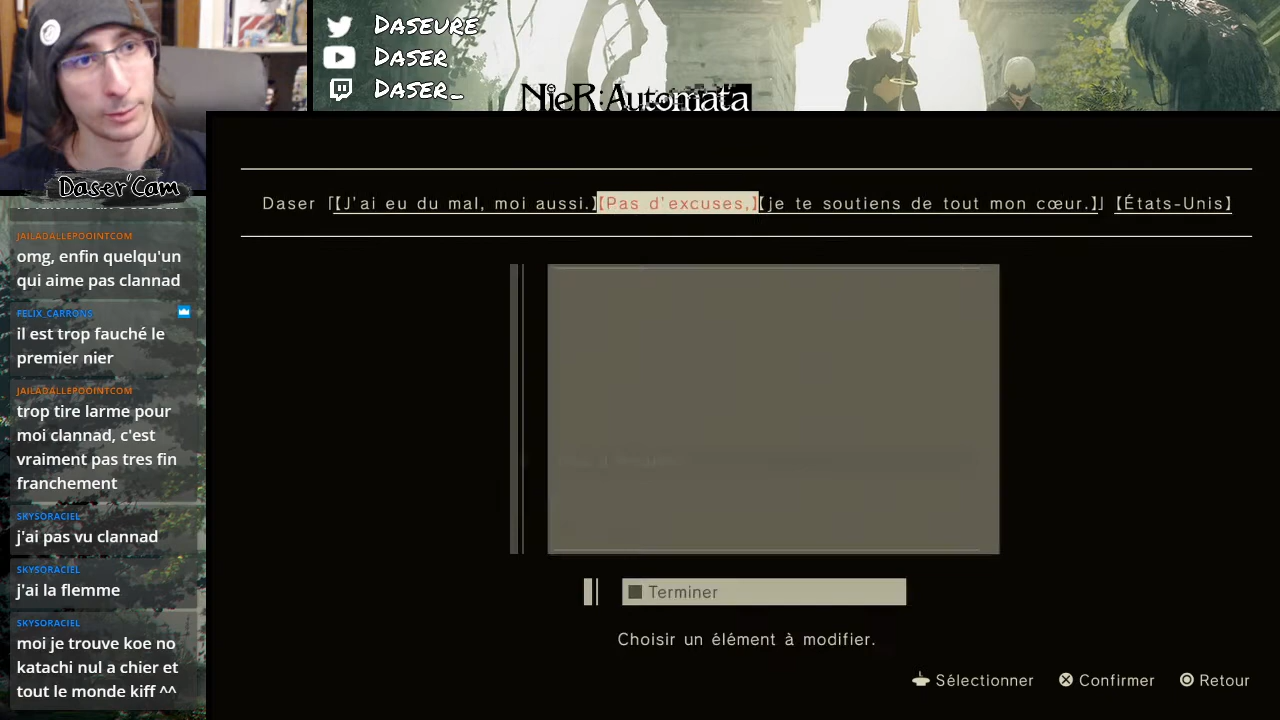 Daseure
Daser
Daser_
NieR:Automata
Daser'Cam
Daser「【J'ai eu du mal, moi aussi.】【Pas d'excuses,】【je te soutiens de tout mon cœur.】」【États-Unis】
JAILADALLEPOOINTCOM
omg, enfin quelqu'un
qui aime pas clannad
FELIX_CARRONS
il est trop fauché le
premier nier
JAILADALLEPOOINTCOM
trop tire larme pour
moi clannad, c'est
vraiment pas tres fin
franchement
SKYSORACIEL
j'ai pas vu clannad
SKYSORACIEL
j'ai la flemme
SKYSORACIEL
moi je trouve koe no
katachi nul a chier et
tout le monde kiff ^^
Terminer
Choisir un élément à modifier.
Sélectionner
Confirmer
Retour